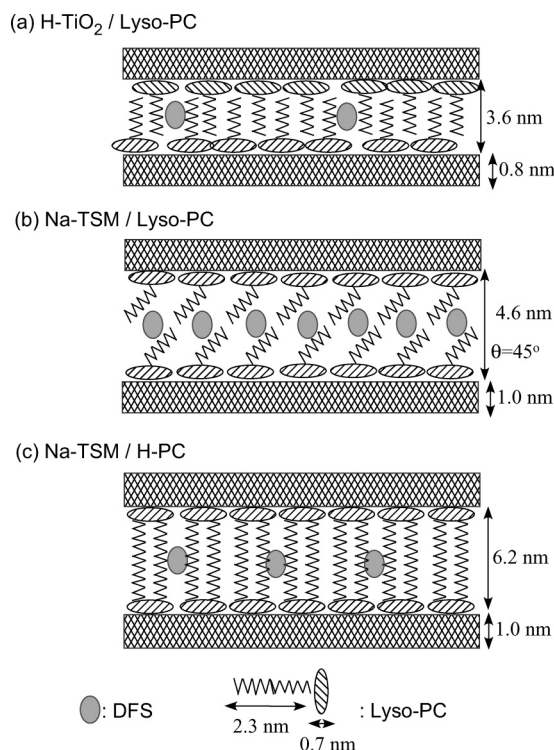 (a) H-TiO2 / Lyso-PC
3.6 nm
0.8 nm
(b) Na-TSM / Lyso-PC
4.6 nm
θ=45°
1.0 nm
(c) Na-TSM / H-PC
6.2 nm
1.0 nm
: DFS
: Lyso-PC
2.3 nm
0.7 nm